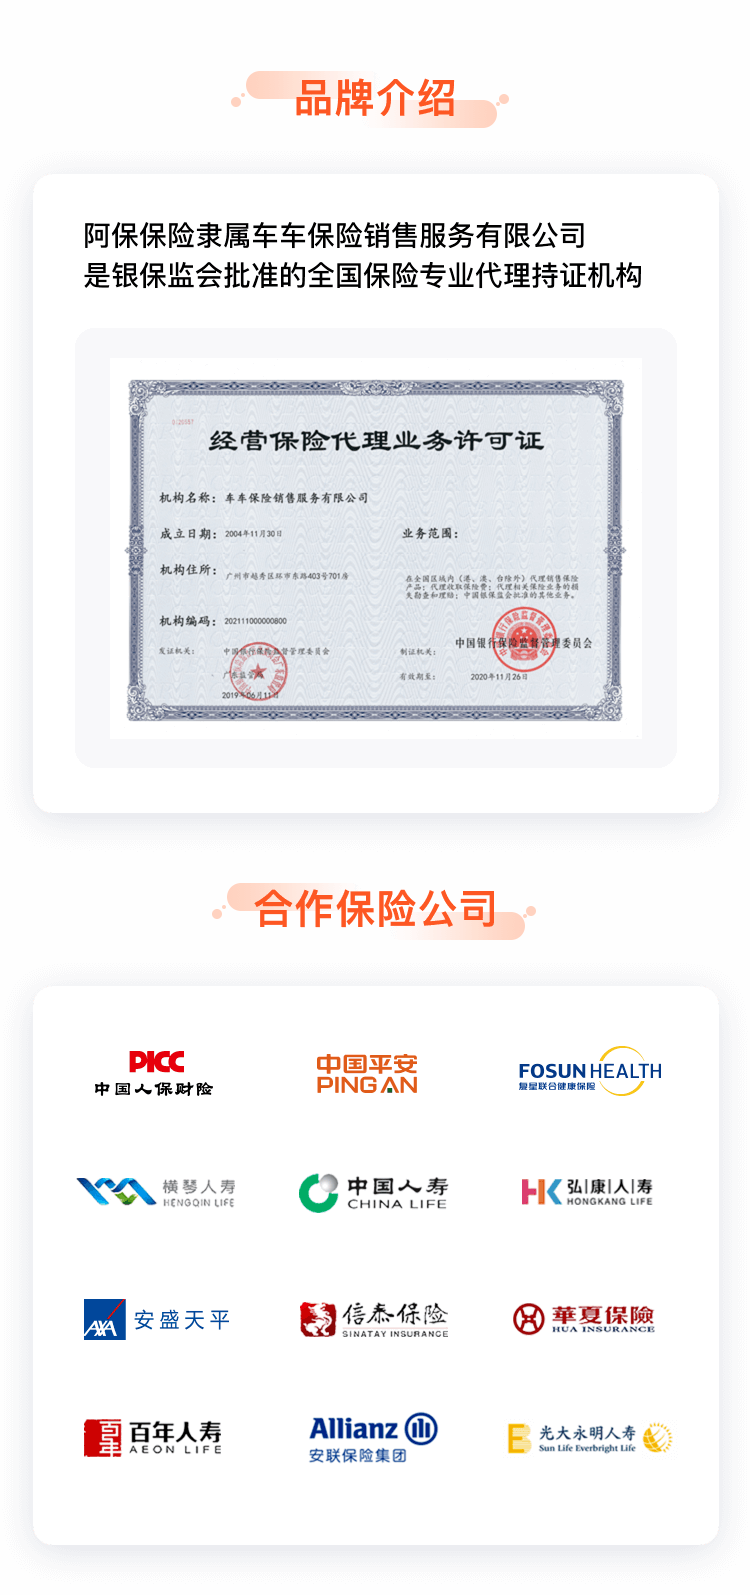 品牌介绍
阿保保险隶属车车保险销售服务有限公司
是银保监会批准的全国保险专业代理持证机构
经营保险代理业务许可证
机构名称：车车保险销售服务有限公司
成立日期：2004年11月30日
业务范围：
机构住所：广州市越秀区环市东路403号701房
在全国区域内（港、澳、台除外）代理销售保险
产品；代理收取保险费；代理相关保险业务的损
失勘查和理赔；中国银保监会批准的其他业务。
机构编码：202111000000800
发证机关：中国银行保险监督管理委员会
广东监管局
2019年06月11日
制证机关：中国银行保险监督管理委员会
有效期至：2020年11月26日
合作保险公司
PICC
中国人保财险
中国平安
PING AN
FOSUN HEALTH
复星联合健康保险
横琴人寿
HENGQIN LIFE
中国人寿
CHINA LIFE
HK
弘|康|人|寿
HONGKANG LIFE
AXA
安盛天平
信泰保险
SINATAY INSURANCE
華夏保險
HUA INSURANCE
百年
百年人寿
AEON LIFE
Allianz
安联保险集团
光大永明人寿
Sun Life Everbright Life